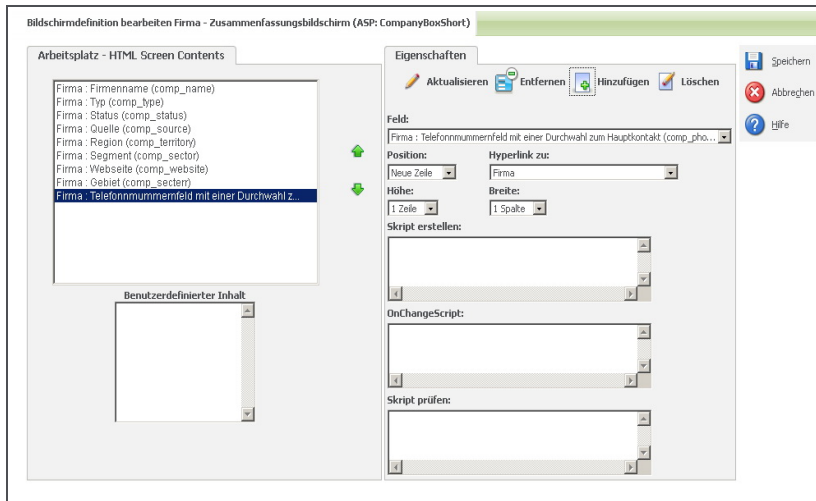 Bildschirmdefinition bearbeiten Firma - Zusammenfassungsbildschirm (ASP: CompanyBoxShort)
Arbeitsplatz - HTML Screen Contents
Firma : Firmenname (comp_name)
Firma : Typ (comp_type)
Firma : Status (comp_status)
Firma : Quelle (comp_source)
Firma : Region (comp_territory)
Firma : Segment (comp_sector)
Firma : Webseite (comp_website)
Firma : Gebiet (comp_secterr)
Firma : Telefonnmummernfeld mit einer Durchwahl z...
Benutzerdefinierter Inhalt
Eigenschaften
Aktualisieren Entfernen Hinzufügen Löschen
Feld:
Firma : Telefonnmummernfeld mit einer Durchwahl zum Hauptkontakt (comp_pho...
Position: Hyperlink zu:
Neue Zeile Firma
Höhe: Breite:
1 Zeile 1 Spalte
Skript erstellen:
OnChangeScript:
Skript prüfen:
Speichern
Abbrechen
Hilfe